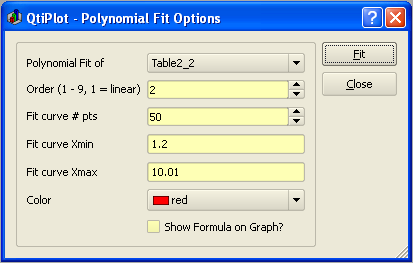 QtiPlot - Polynomial Fit Options
Polynomial Fit of Table2_2 Fit
Order (1 - 9, 1 = linear) 2 Close
Fit curve # pts 50
Fit curve Xmin 1.2
Fit curve Xmax 10.01
Color red
Show Formula on Graph?